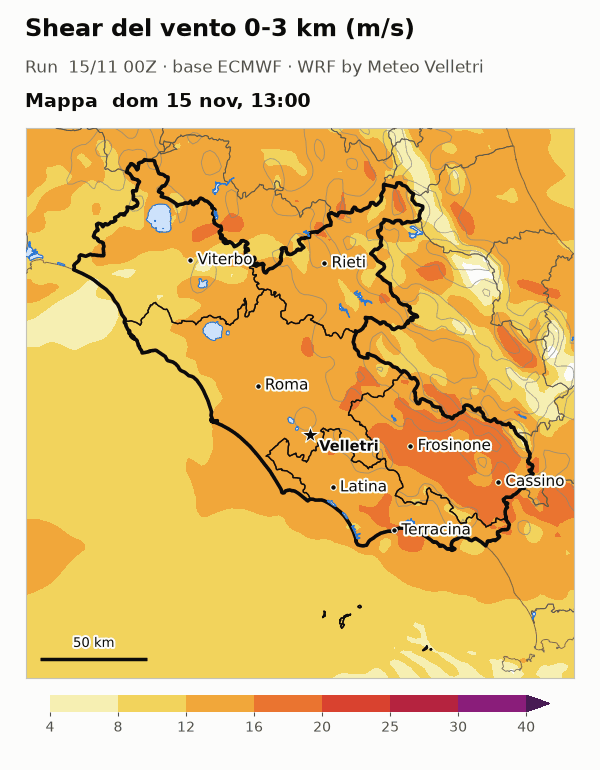 Shear del vento 0-3 km (m/s)
Run  15/11 00Z · base ECMWF · WRF by Meteo Velletri
Mappa  dom 15 nov, 13:00
Viterbo
Rieti
Roma
Velletri
Frosinone
Latina
Cassino
Terracina
50 km
4 8 12 16 20 25 30 40